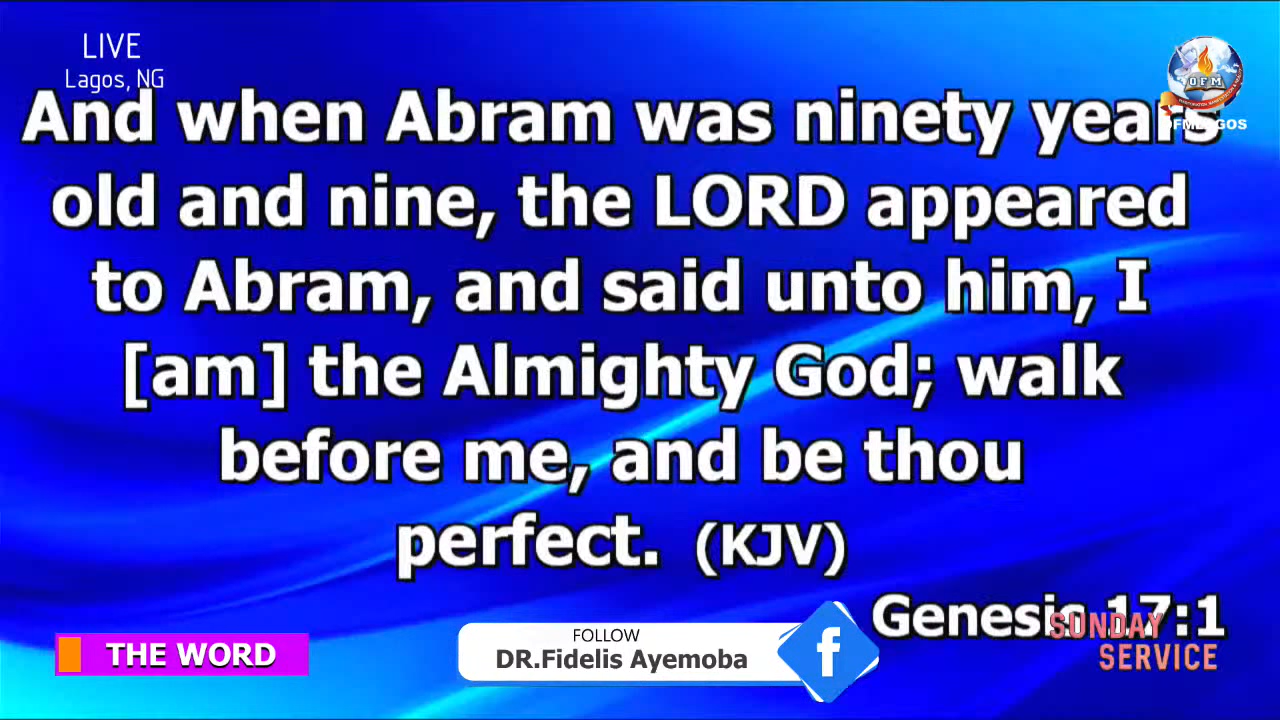 LIVE
Lagos, NG
OFM
OFMLAGOS
And when Abram was ninety years
old and nine, the LORD appeared
to Abram, and said unto him, I
[am] the Almighty God; walk
before me, and be thou
perfect. (KJV)
Genesis 17:1
SUNDAY
SERVICE
THE WORD
FOLLOW
DR.Fidelis Ayemoba
f